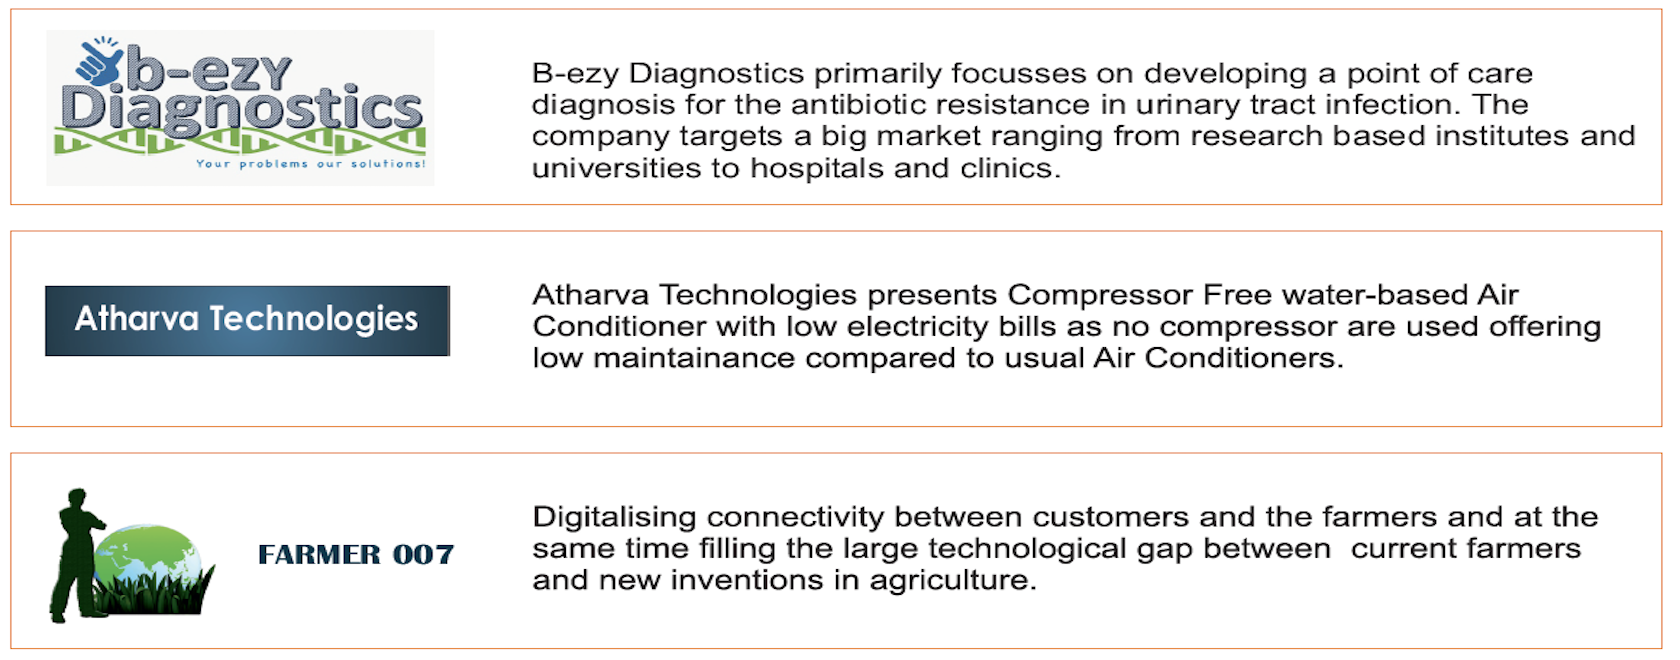 b-ezy
Diagnostics
Your problems our solutions!
B-ezy Diagnostics primarily focusses on developing a point of care
diagnosis for the antibiotic resistance in urinary tract infection. The
company targets a big market ranging from research based institutes and
universities to hospitals and clinics.
Atharva Technologies
Atharva Technologies presents Compressor Free water-based Air
Conditioner with low electricity bills as no compressor are used offering
low maintainance compared to usual Air Conditioners.
FARMER 007
Digitalising connectivity between customers and the farmers and at the
same time filling the large technological gap between  current farmers
and new inventions in agriculture.